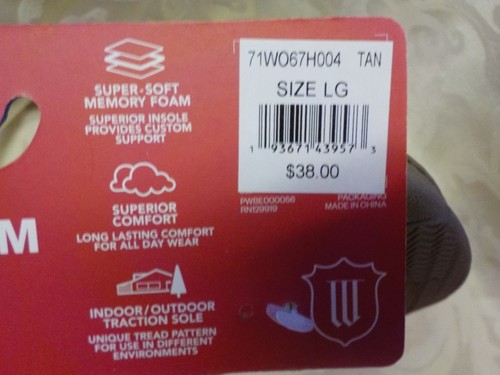 SUPER-SOFT
MEMORY FOAM
SUPERIOR INSOLE
PROVIDES CUSTOM
SUPPORT
SUPERIOR
COMFORT
LONG LASTING COMFORT
FOR ALL DAY WEAR
M
INDOOR/OUTDOOR
TRACTION SOLE
UNIQUE TREAD PATTERN
FOR USE IN DIFFERENT
ENVIRONMENTS
71WO67H004 TAN
SIZE LG
1 93671 43957 3
$38.00
PWBE000056
RN129919
PACKAGING
MADE IN CHINA
W